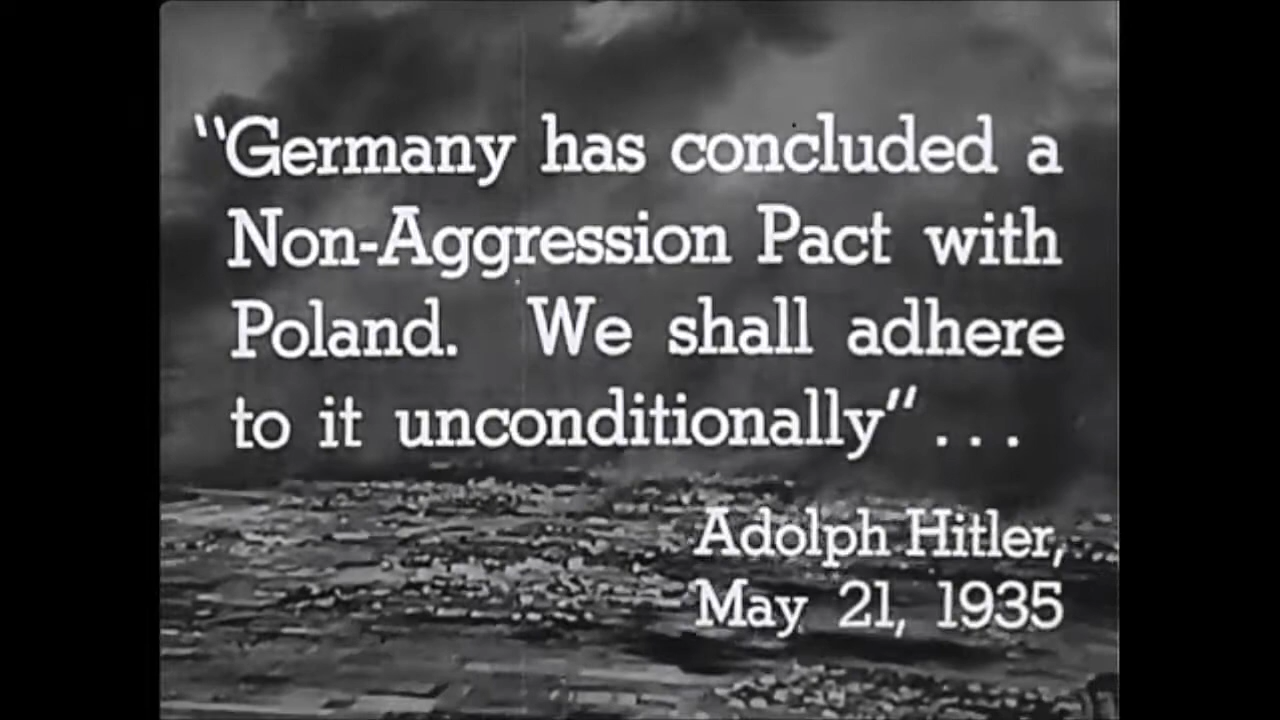 "Germany has concluded a
Non-Aggression Pact with
Poland. We shall adhere
to it unconditionally"...
Adolph Hitler,
May 21, 1935